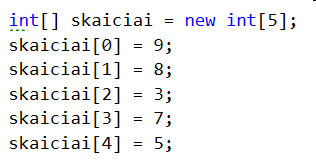 int[] skaiciai = new int[5];
skaiciai[0] = 9;
skaiciai[1] = 8;
skaiciai[2] = 3;
skaiciai[3] = 7;
skaiciai[4] = 5;